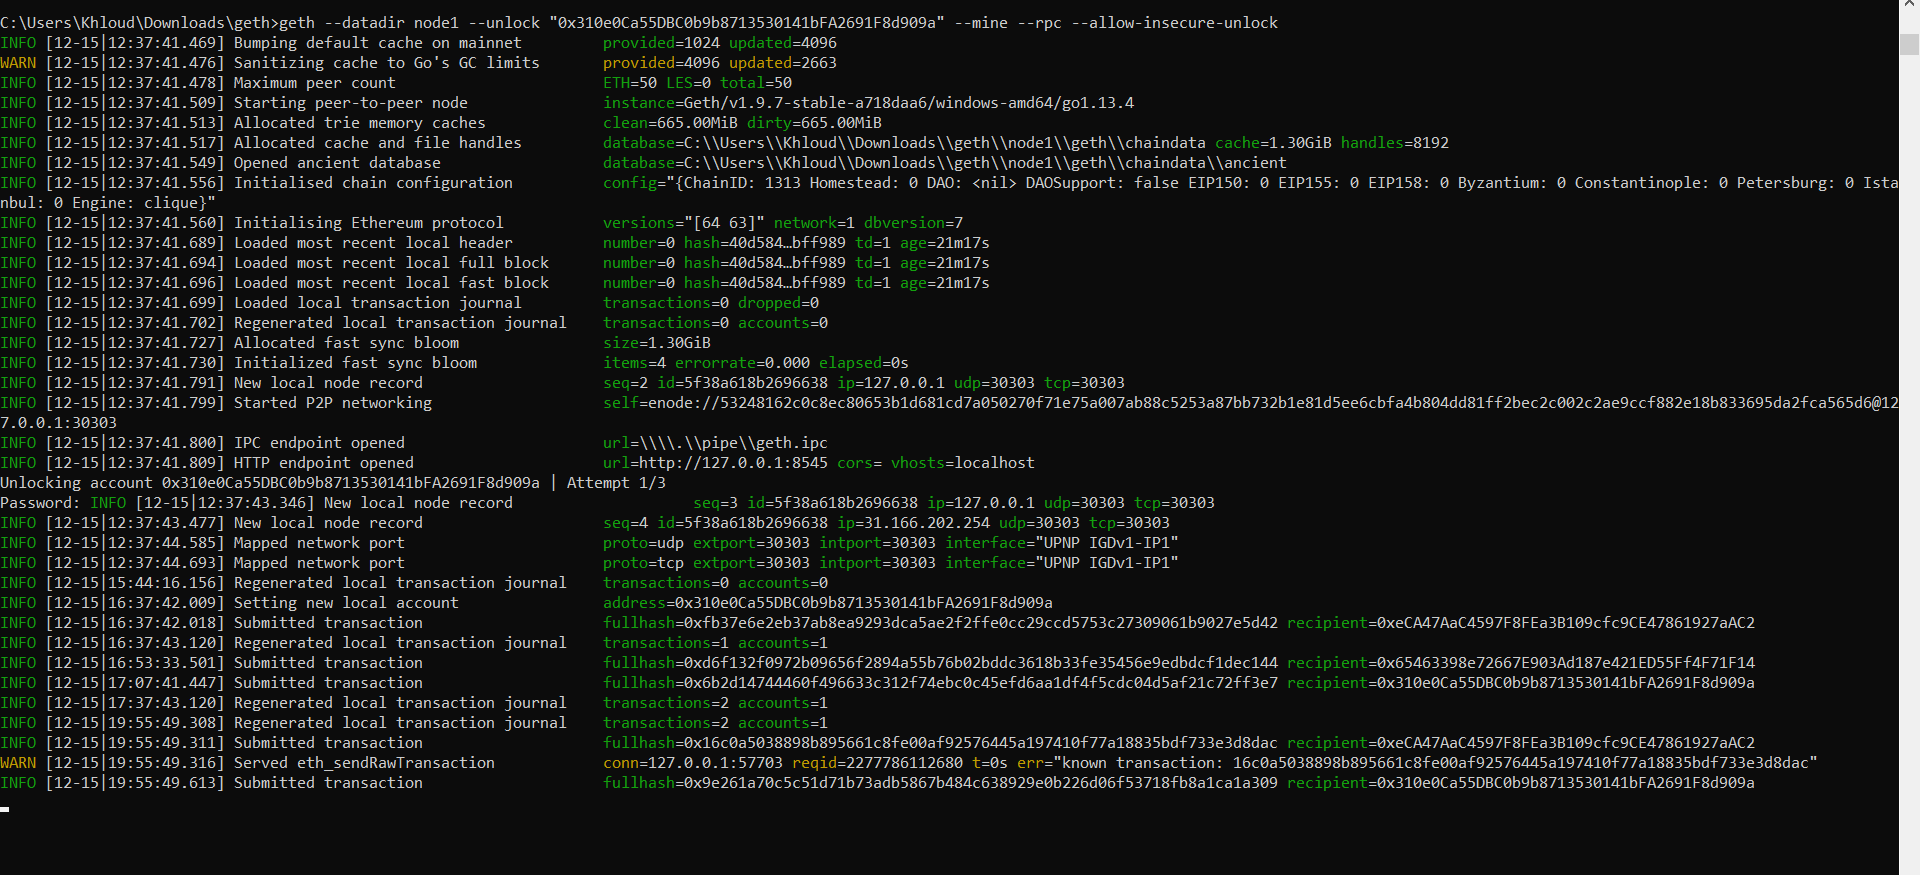 C:\Users\Khloud\Downloads\geth>geth --datadir node1 --unlock "0x310e0Ca55DBC0b9b8713530141bFA2691F8d909a" --mine --rpc --allow-insecure-unlock
INFO [12-15|12:37:41.469] Bumping default cache on mainnet         provided=1024 updated=4096
WARN [12-15|12:37:41.476] Sanitizing cache to Go's GC limits       provided=4096 updated=2663
INFO [12-15|12:37:41.478] Maximum peer count                       ETH=50 LES=0 total=50
INFO [12-15|12:37:41.509] Starting peer-to-peer node               instance=Geth/v1.9.7-stable-a718daa6/windows-amd64/go1.13.4
INFO [12-15|12:37:41.513] Allocated trie memory caches             clean=665.00MiB dirty=665.00MiB
INFO [12-15|12:37:41.517] Allocated cache and file handles         database=C:\\Users\\Khloud\\Downloads\\geth\\node1\\geth\\chaindata cache=1.30GiB handles=8192
INFO [12-15|12:37:41.549] Opened ancient database                  database=C:\\Users\\Khloud\\Downloads\\geth\\node1\\geth\\chaindata\\ancient
INFO [12-15|12:37:41.556] Initialised chain configuration          config="{ChainID: 1313 Homestead: 0 DAO: <nil> DAOSupport: false EIP150: 0 EIP155: 0 EIP158: 0 Byzantium: 0 Constantinople: 0 Petersburg: 0 Ista
nbul: 0 Engine: clique}"
INFO [12-15|12:37:41.560] Initialising Ethereum protocol           versions="[64 63]" network=1 dbversion=7
INFO [12-15|12:37:41.689] Loaded most recent local header          number=0 hash=40d584…bff989 td=1 age=21m17s
INFO [12-15|12:37:41.694] Loaded most recent local full block      number=0 hash=40d584…bff989 td=1 age=21m17s
INFO [12-15|12:37:41.696] Loaded most recent local fast block      number=0 hash=40d584…bff989 td=1 age=21m17s
INFO [12-15|12:37:41.699] Loaded local transaction journal         transactions=0 dropped=0
INFO [12-15|12:37:41.702] Regenerated local transaction journal    transactions=0 accounts=0
INFO [12-15|12:37:41.727] Allocated fast sync bloom                size=1.30GiB
INFO [12-15|12:37:41.730] Initialized fast sync bloom              items=4 errorrate=0.000 elapsed=0s
INFO [12-15|12:37:41.791] New local node record                    seq=2 id=5f38a618b2696638 ip=127.0.0.1 udp=30303 tcp=30303
INFO [12-15|12:37:41.799] Started P2P networking                   self=enode://53248162c0c8ec80653b1d681cd7a050270f71e75a007ab88c5253a87bb732b1e81d5ee6cbfa4b804dd81ff2bec2c002c2ae9ccf882e18b833695da2fca565d6@12
7.0.0.1:30303
INFO [12-15|12:37:41.800] IPC endpoint opened                      url=\\\\.\\pipe\\geth.ipc
INFO [12-15|12:37:41.809] HTTP endpoint opened                     url=http://127.0.0.1:8545 cors= vhosts=localhost
Unlocking account 0x310e0Ca55DBC0b9b8713530141bFA2691F8d909a | Attempt 1/3
Password: INFO [12-15|12:37:43.346] New local node record                    seq=3 id=5f38a618b2696638 ip=127.0.0.1 udp=30303 tcp=30303
INFO [12-15|12:37:43.477] New local node record                    seq=4 id=5f38a618b2696638 ip=31.166.202.254 udp=30303 tcp=30303
INFO [12-15|12:37:44.585] Mapped network port                      proto=udp extport=30303 intport=30303 interface="UPNP IGDv1-IP1"
INFO [12-15|12:37:44.693] Mapped network port                      proto=tcp extport=30303 intport=30303 interface="UPNP IGDv1-IP1"
INFO [12-15|15:44:16.156] Regenerated local transaction journal    transactions=0 accounts=0
INFO [12-15|16:37:42.009] Setting new local account                address=0x310e0Ca55DBC0b9b8713530141bFA2691F8d909a
INFO [12-15|16:37:42.018] Submitted transaction                    fullhash=0xfb37e6e2eb37ab8ea9293dca5ae2f2ffe0cc29ccd5753c27309061b9027e5d42 recipient=0xeCA47AaC4597F8FEa3B109cfc9CE47861927aAC2
INFO [12-15|16:37:43.120] Regenerated local transaction journal    transactions=1 accounts=1
INFO [12-15|16:53:33.501] Submitted transaction                    fullhash=0xd6f132f0972b09656f2894a55b76b02bddc3618b33fe35456e9edbdcf1dec144 recipient=0x65463398e72667E903Ad187e421ED55Ff4F71F14
INFO [12-15|17:07:41.447] Submitted transaction                    fullhash=0x6b2d14744460f496633c312f74ebc0c45efd6aa1df4f5cdc04d5af21c72ff3e7 recipient=0x310e0Ca55DBC0b9b8713530141bFA2691F8d909a
INFO [12-15|17:37:43.120] Regenerated local transaction journal    transactions=2 accounts=1
INFO [12-15|19:55:49.308] Regenerated local transaction journal    transactions=2 accounts=1
INFO [12-15|19:55:49.311] Submitted transaction                    fullhash=0x16c0a5038898b895661c8fe00af92576445a197410f77a18835bdf733e3d8dac recipient=0xeCA47AaC4597F8FEa3B109cfc9CE47861927aAC2
WARN [12-15|19:55:49.316] Served eth_sendRawTransaction            conn=127.0.0.1:57703 reqid=2277786112680 t=0s err="known transaction: 16c0a5038898b895661c8fe00af92576445a197410f77a18835bdf733e3d8dac"
INFO [12-15|19:55:49.613] Submitted transaction                    fullhash=0x9e261a70c5c51d71b73adb5867b484c638929e0b226d06f53718fb8a1ca1a309 recipient=0x310e0Ca55DBC0b9b8713530141bFA2691F8d909a